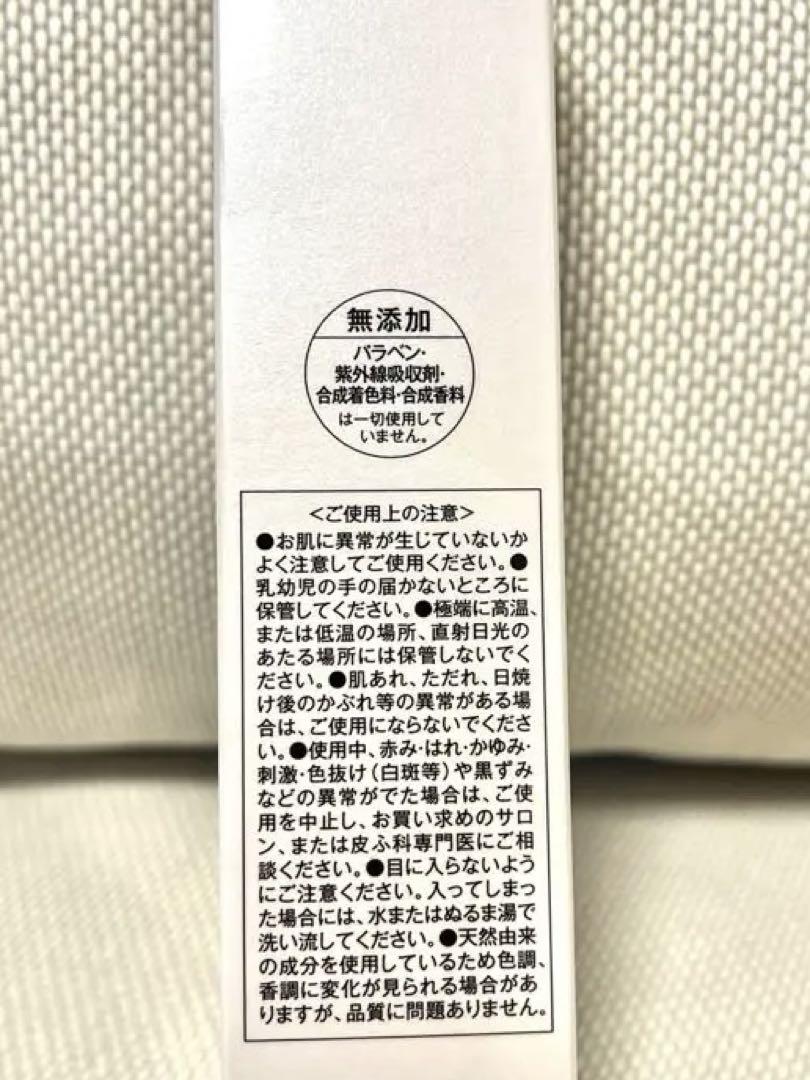 無添加
パラベン・
紫外線吸収剤・
合成着色料・合成香料
は一切使用して
いません。
＜ご使用上の注意＞
●お肌に異常が生じていないか
よく注意してご使用ください。●
乳幼児の手の届かないところに
保管してください。●極端に高温、
または低温の場所、直射日光の
あたる場所には保管しないでく
ださい。●肌あれ、ただれ、日焼
け後のかぶれ等の異常がある場
合は、ご使用にならないでくださ
い。●使用中、赤み・はれ・かゆみ・
刺激・色抜け（白斑等）や黒ずみ
などの異常がでた場合は、ご使
用を中止し、お買い求めのサロ
ン、または皮ふ科専門医にご相
談ください。●目に入らないよう
にご注意ください。入ってしまっ
た場合には、水またはぬるま湯で
洗い流してください。●天然由来
の成分を使用しているため色調、
香調に変化が見られる場合があ
りますが、品質に問題ありません。